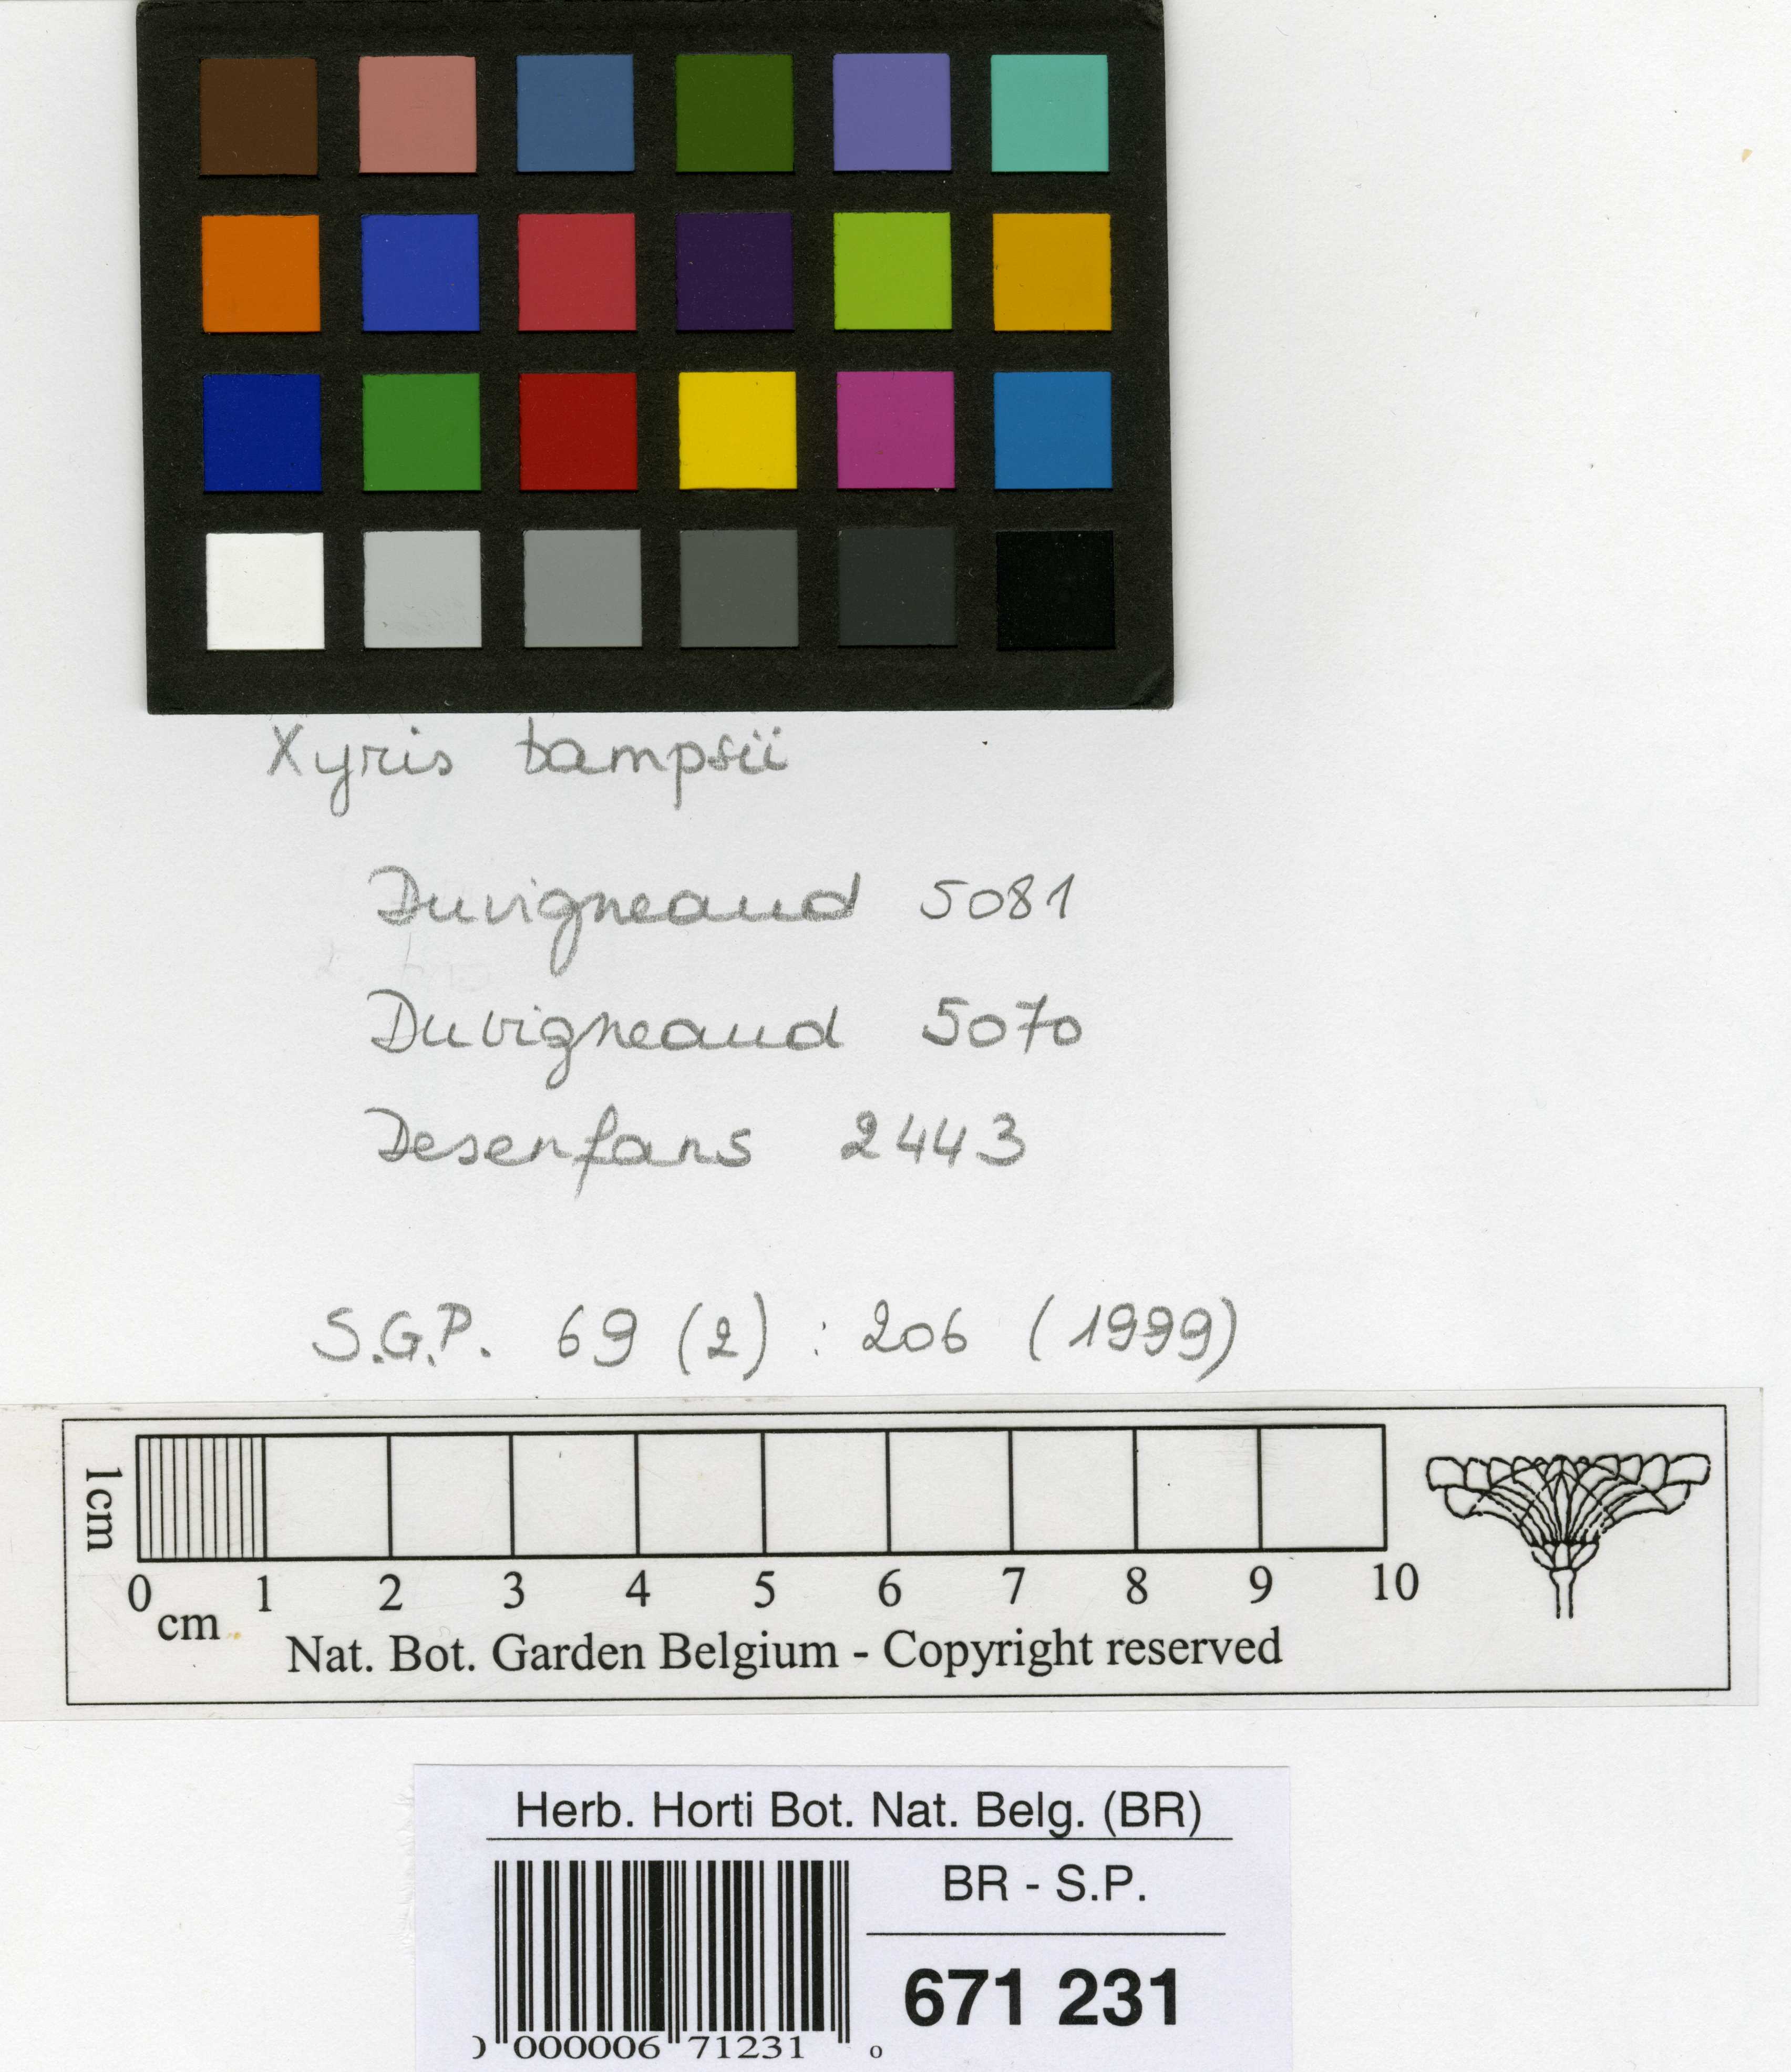 Xyris tampsii
Duvigneaud 5081
Duvigneaud 5070
Desenfans 2443
S.G.P. 69 (2) : 206 (1999)
1cm
0 1 2 3 4 5 6 7 8 9 10
cm
Nat. Bot. Garden Belgium - Copyright reserved
Herb. Horti Bot. Nat. Belg. (BR)
BR - S.P.
671 231
000006 71231